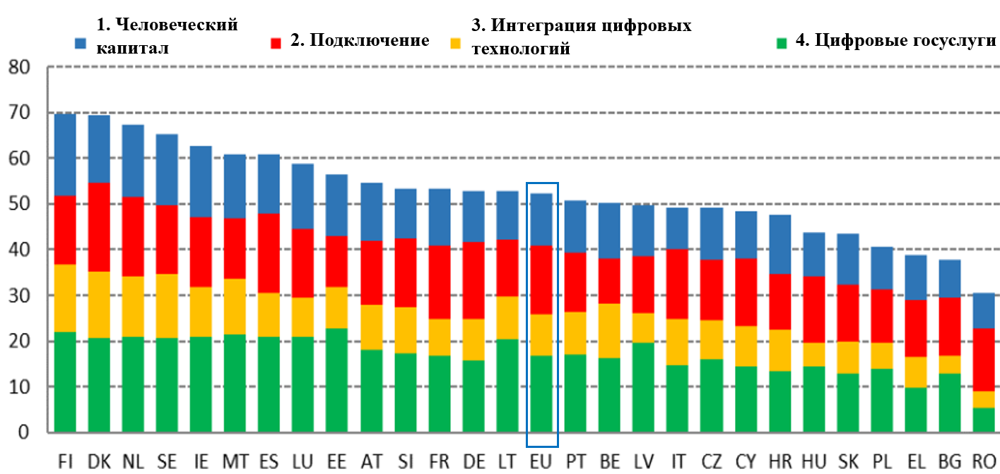 1. Человеческий
капитал
2. Подключение
3. Интеграция цифровых
технологий
4. Цифровые госуслуги
80
70
60
50
40
30
20
10
0
FI DK NL SE IE MT ES LU EE AT SI FR DE LT EU PT BE LV IT CZ CY HR HU SK PL EL BG RO